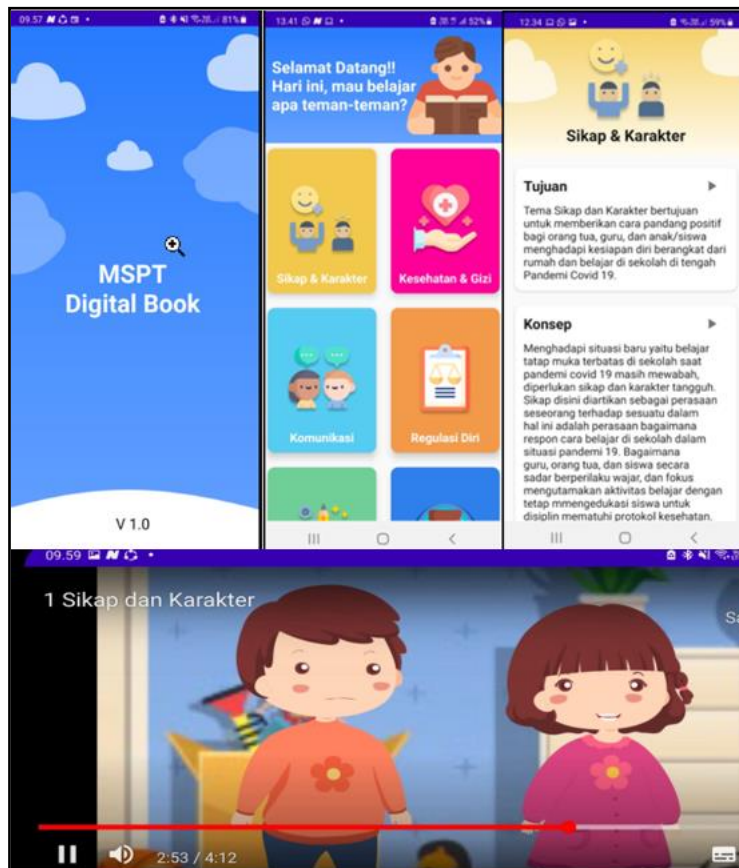 09.57
81%
MSPT
Digital Book
V 1.0
13.41
52%
Selamat Datang!!
Hari ini, mau belajar
apa teman-teman?
Sikap & Karakter
Kesehatan & Gizi
Komunikasi
Regulasi Diri
12.34
59%
Sikap & Karakter
Tujuan
Tema Sikap dan Karakter bertujuan
untuk memberikan cara pandang positif
bagi orang tua, guru, dan anak/siswa
menghadapi kesiapan diri berangkat dari
rumah dan belajar di sekolah di tengah
Pandemi Covid 19.
Konsep
Menghadapi situasi baru yaitu belajar
tatap muka terbatas di sekolah saat
pandemi covid 19 masih mewabah,
diperlukan sikap dan karakter tangguh.
Sikap disini diartikan sebagai perasaan
seseorang terhadap sesuatu dalam
hal ini adalah perasaan bagaimana
respon cara belajar di sekolah dalam
situasi pandemi 19. Bagaimana
guru, orang tua, dan siswa secara
sadar berperilaku wajar, dan fokus
mengutamakan aktivitas belajar dengan
tetap mmengedukasi siswa untuk
disiplin mematuhi protokol kesehatan.
09.59
1 Sikap dan Karakter
Sa
2:53 / 4:12